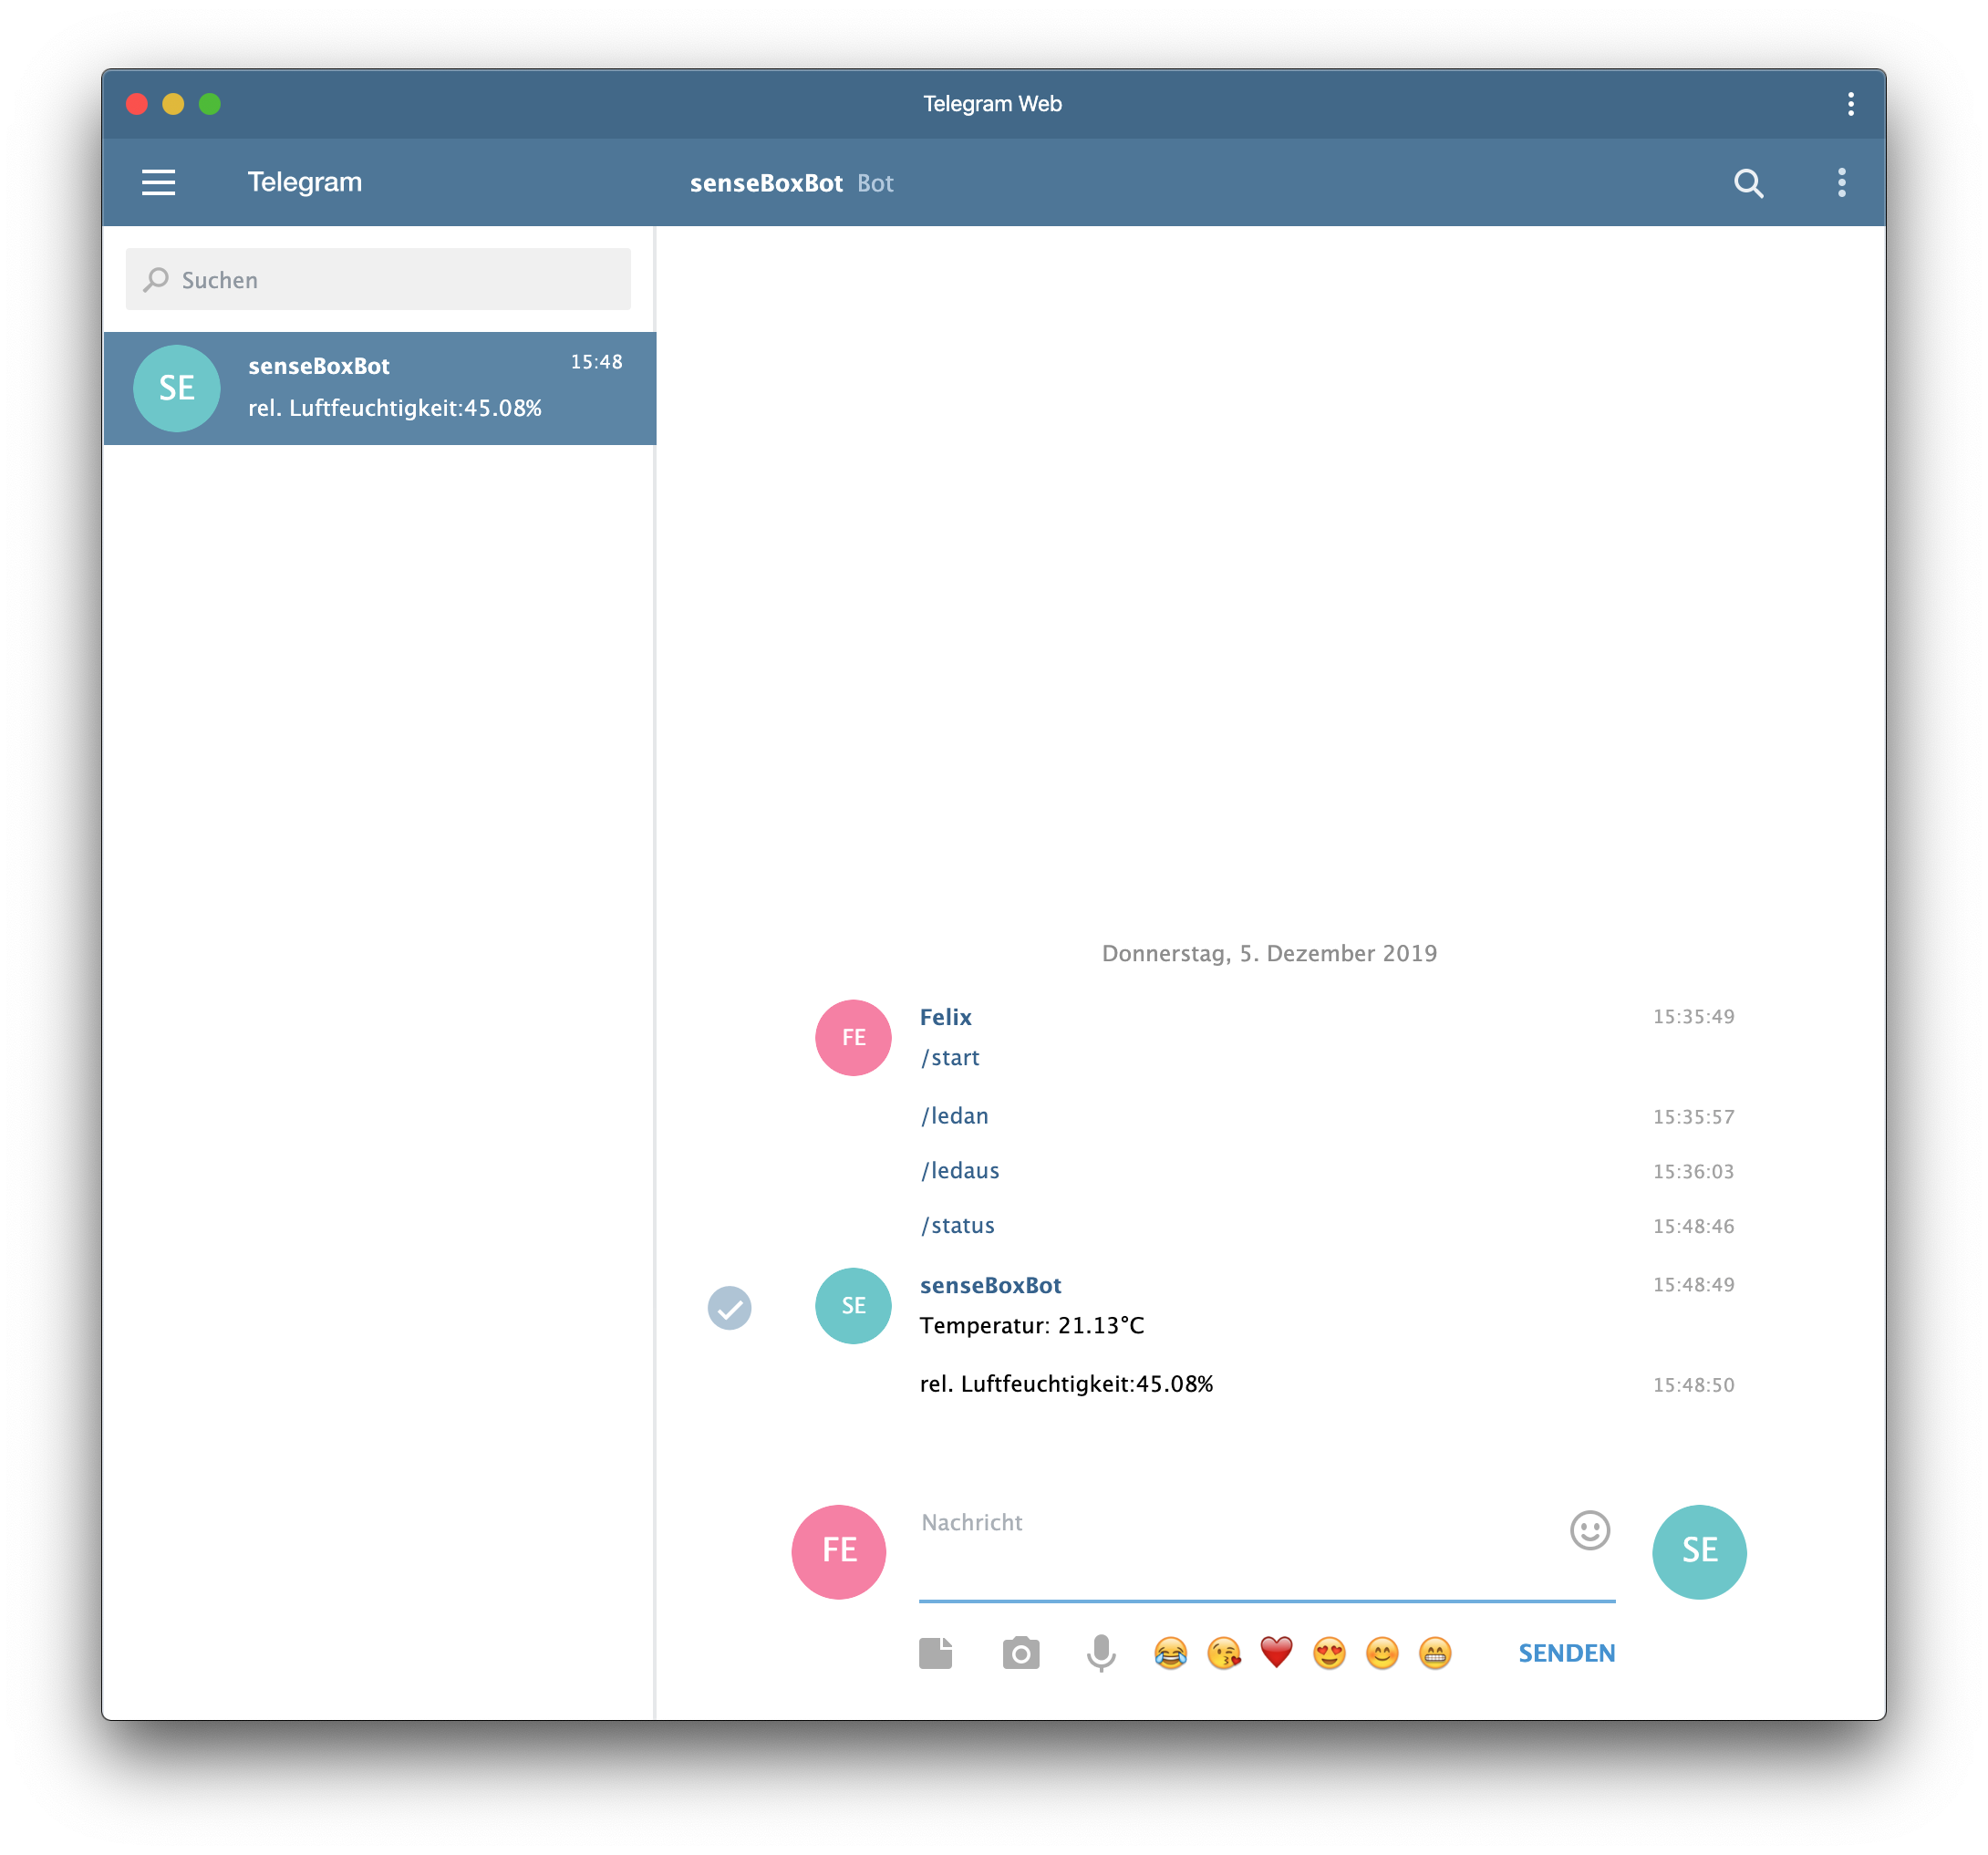 Telegram Web
Telegram
senseBoxBot Bot
Suchen
SE
senseBoxBot 15:48
rel. Luftfeuchtigkeit:45.08%
Donnerstag, 5. Dezember 2019
FE
Felix 15:35:49
/start
/ledan 15:35:57
/ledaus 15:36:03
/status 15:48:46
SE
senseBoxBot 15:48:49
Temperatur: 21.13°C
rel. Luftfeuchtigkeit:45.08% 15:48:50
FE
Nachricht
SE
SENDEN